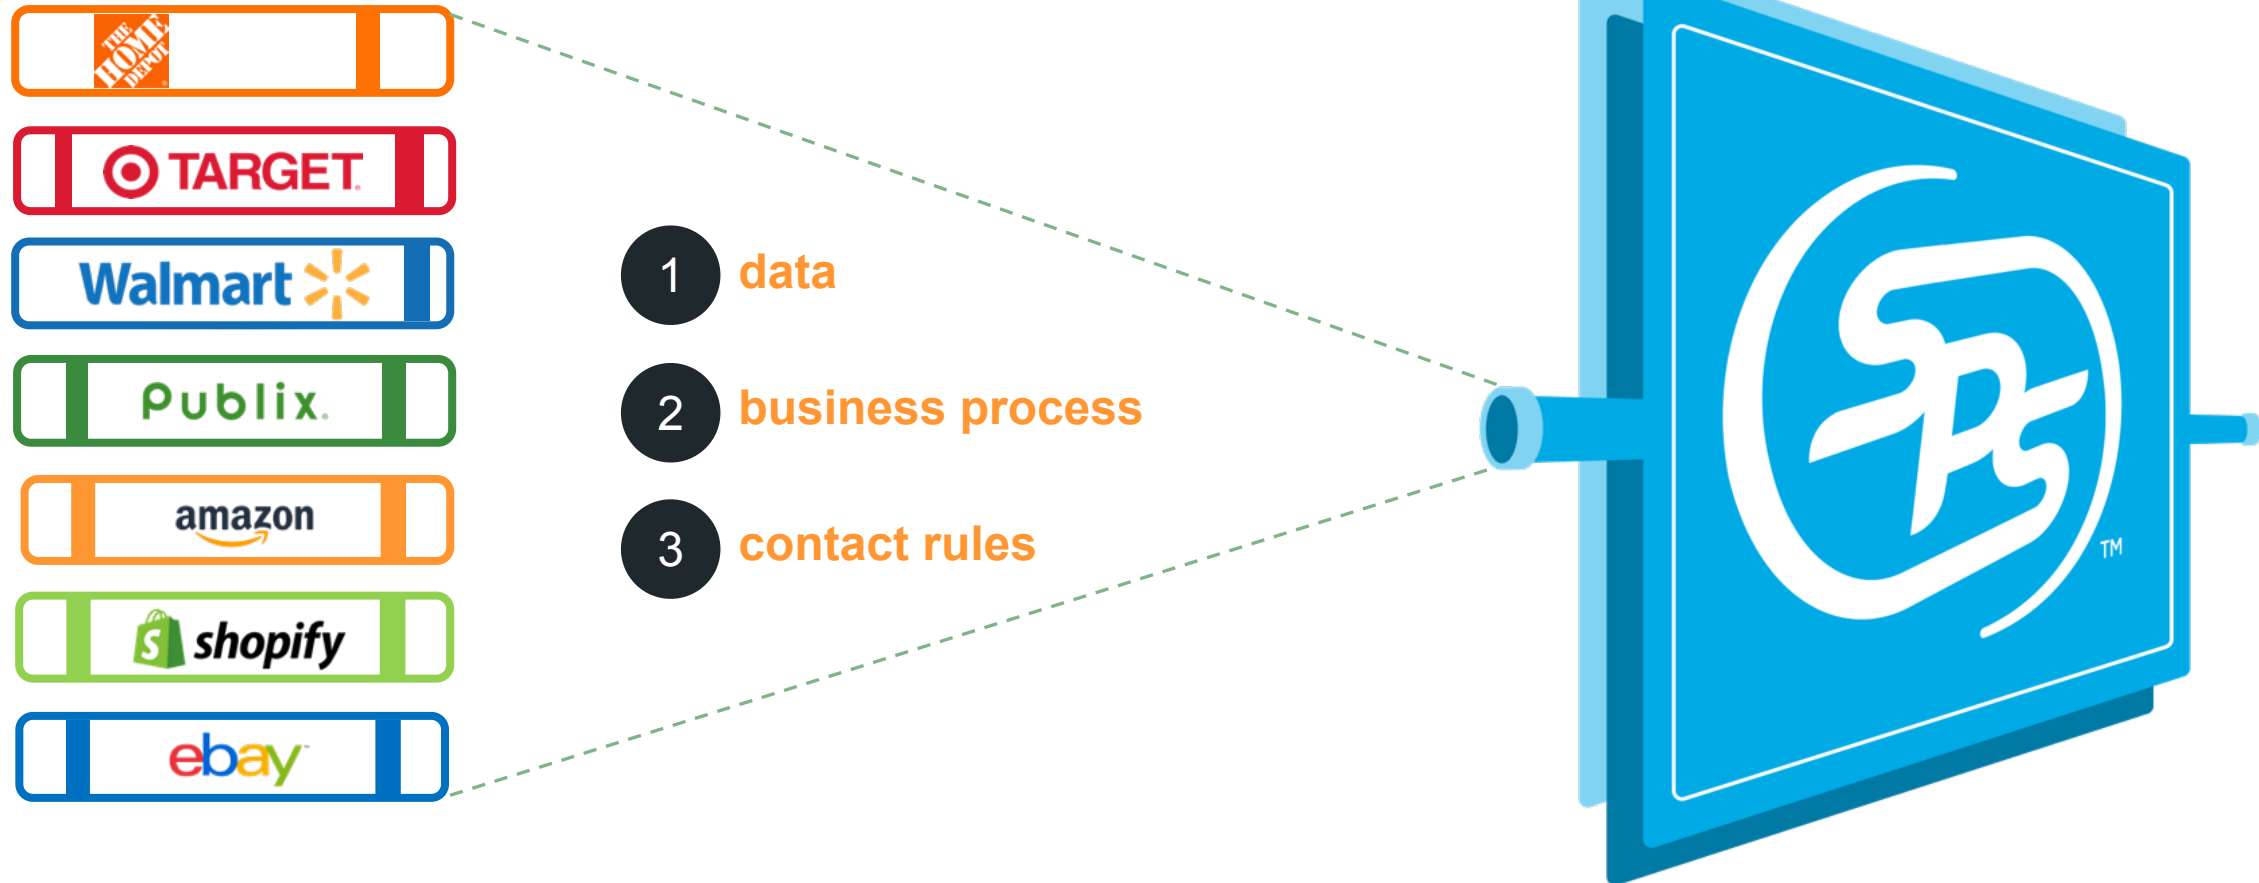 THE
HOME
DEPOT
TARGET
Walmart
Publix
amazon
shopify
ebay
1 data
2 business process
3 contact rules
SPS
TM